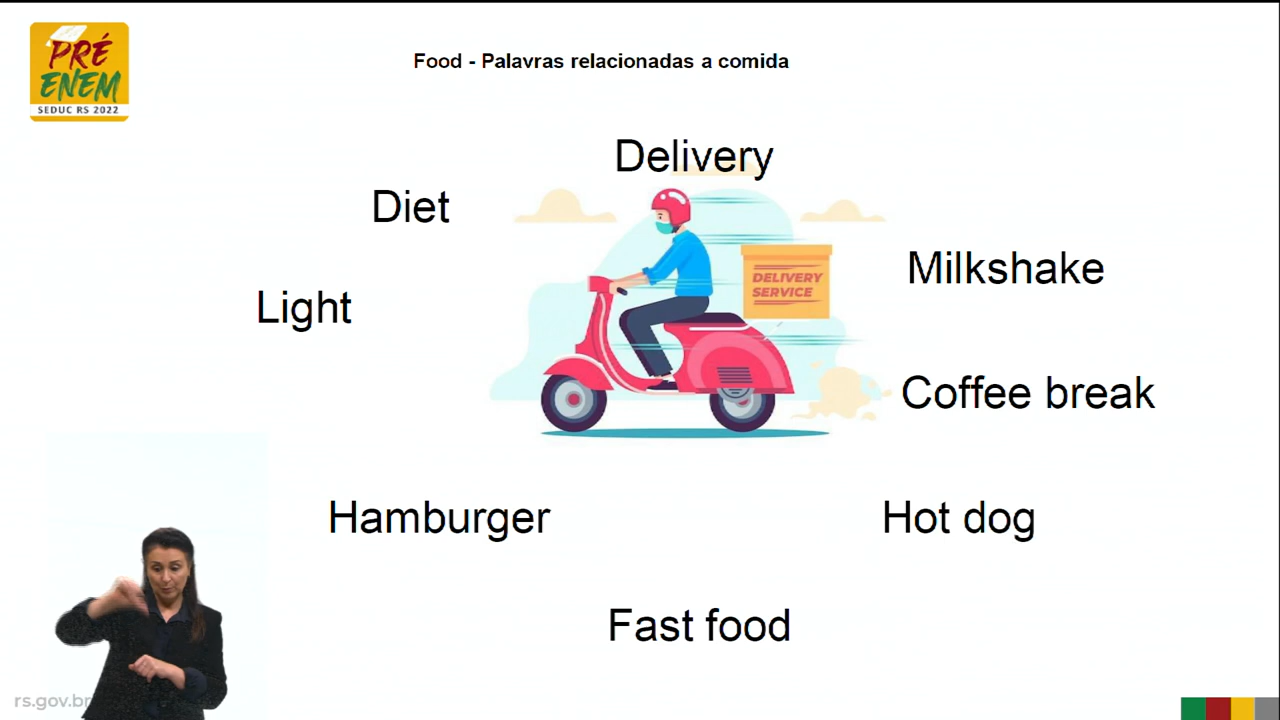 PRÉ
ENEM
SEDUC RS 2022
Food - Palavras relacionadas a comida
Delivery
Diet
Milkshake
DELIVERY
SERVICE
Light
Coffee break
Hamburger
Hot dog
Fast food
rs.gov.br